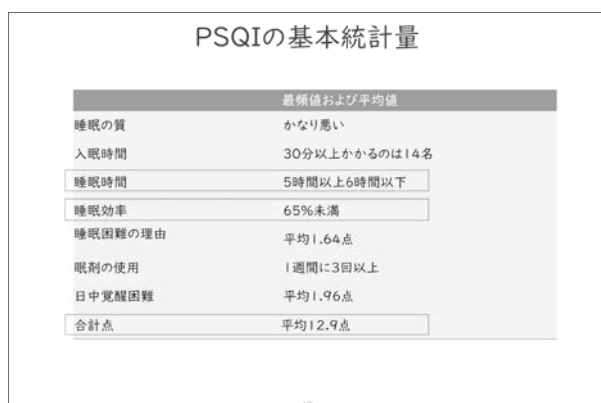 PSQIの基本統計量
最頻値および平均値
睡眠の質 かなり悪い
入眠時間 30分以上かかるのは14名
睡眠時間 5時間以上6時間以下
睡眠効率 65%未満
睡眠困難の理由 平均1.64点
眠剤の使用 1週間に3回以上
日中覚醒困難 平均1.96点
合計点 平均12.9点